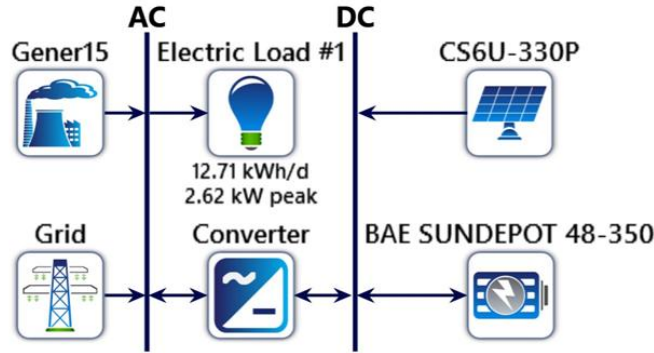 AC DC
Gener15 Electric Load #1 CS6U-330P
12.71 kWh/d
2.62 kW peak
Grid Converter BAE SUNDEPOT 48-350